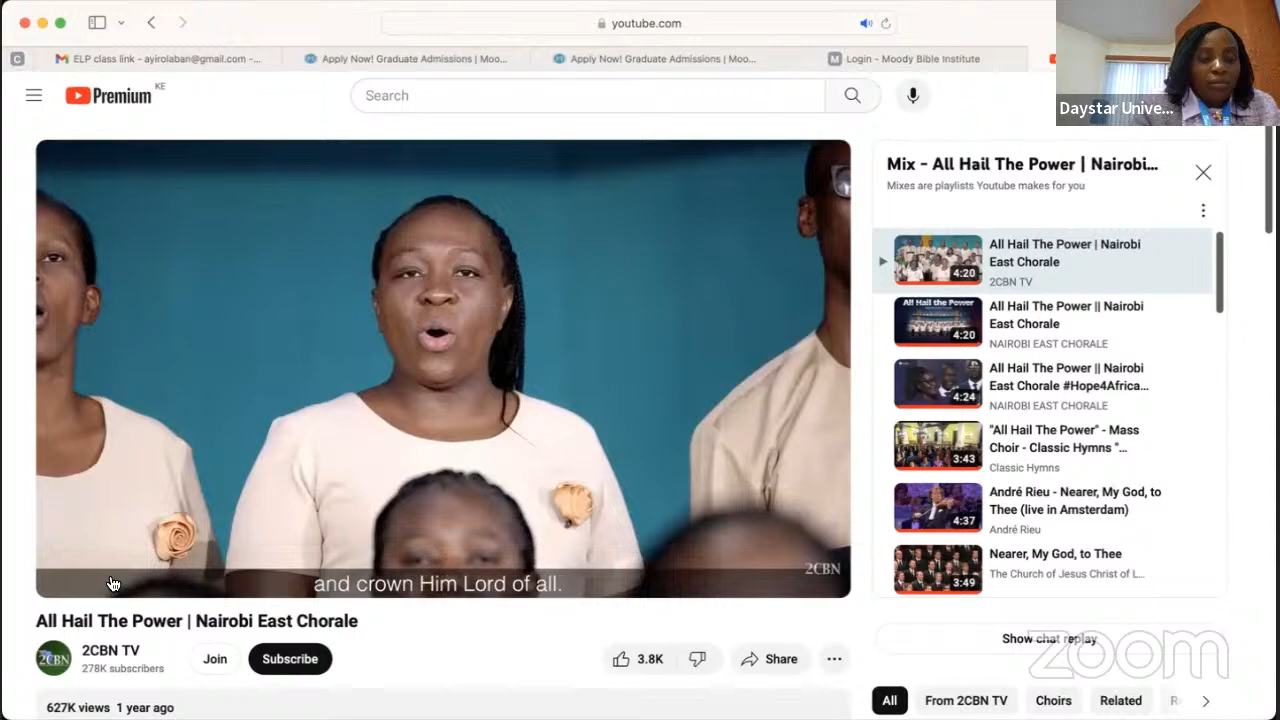 youtube.com
C
ELP class link - ayirolaban@gmail.com -...
Apply Now! Graduate Admissions | Moo...
Apply Now! Graduate Admissions | Moo...
M
Login - Moody Bible Institute
Daystar Unive...
Premium
KE
Search
Mix - All Hail The Power | Nairobi...
Mixes are playlists Youtube makes for you
All Hail The Power | Nairobi
East Chorale
2CBN TV
4:20
All Hail the Power
All Hail The Power || Nairobi
East Chorale
NAIROBI EAST CHORALE
4:20
All Hail The Power || Nairobi
East Chorale #Hope4Africa...
NAIROBI EAST CHORALE
4:24
"All Hail The Power" - Mass
Choir - Classic Hymns "...
Classic Hymns
3:43
André Rieu - Nearer, My God, to
Thee (live in Amsterdam)
André Rieu
4:37
Nearer, My God, to Thee
The Church of Jesus Christ of L...
3:49
2CBN
and crown Him Lord of all.
All Hail The Power | Nairobi East Chorale
2CBN
2CBN TV
278K subscribers
Join
Subscribe
3.8K
Share
Show chat replay
zoom
627K views 1 year ago
All
From 2CBN TV
Choirs
Related